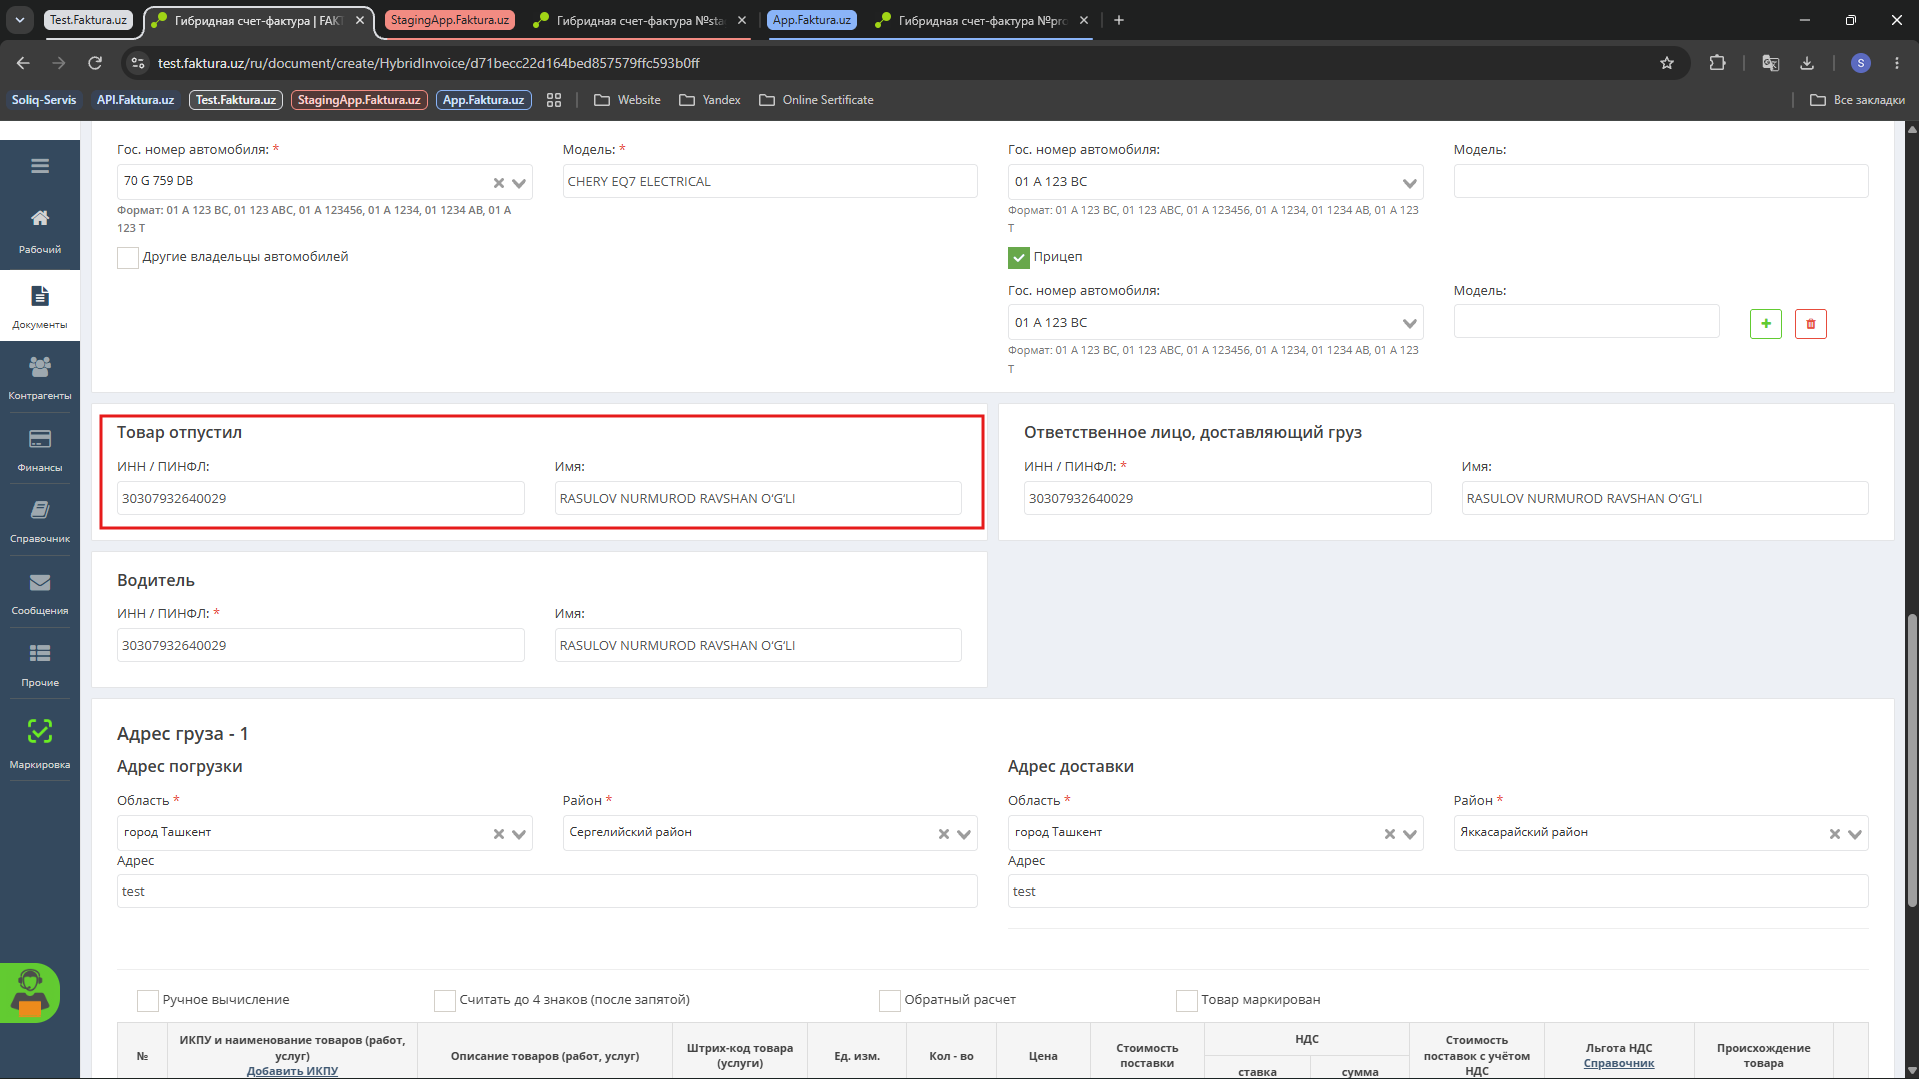 Test.Faktura.uz
Гибридная счет-фактура | FAK
StagingApp.Faktura.uz
Гибридная счет-фактура №sta
App.Faktura.uz
Гибридная счет-фактура №pro
test.faktura.uz/ru/document/create/HybridInvoice/d71becc22d164bed857579ffc593b0ff
S
Soliq-Servis
API.Faktura.uz
Test.Faktura.uz
StagingApp.Faktura.uz
App.Faktura.uz
Website
Yandex
Online Sertificate
Все закладки
Рабочий
Документы
Контрагенты
Финансы
Справочник
Сообщения
Прочие
Маркировка
Гос. номер автомобиля: *
70 G 759 DB
Формат: 01 A 123 BC, 01 123 ABC, 01 A 123456, 01 A 1234, 01 1234 AB, 01 A
123 T
Модель: *
CHERY EQ7 ELECTRICAL
Другие владельцы автомобилей
Гос. номер автомобиля:
01 A 123 BC
Формат: 01 A 123 BC, 01 123 ABC, 01 A 123456, 01 A 1234, 01 1234 AB, 01 A 123
T
Модель:
Прицеп
Гос. номер автомобиля:
01 A 123 BC
Формат: 01 A 123 BC, 01 123 ABC, 01 A 123456, 01 A 1234, 01 1234 AB, 01 A 123
T
Модель:
Товар отпустил
ИНН / ПИНФЛ:
30307932640029
Имя:
RASULOV NURMUROD RAVSHAN O‘G‘LI
Ответственное лицо, доставляющий груз
ИНН / ПИНФЛ: *
30307932640029
Имя:
RASULOV NURMUROD RAVSHAN O‘G‘LI
Водитель
ИНН / ПИНФЛ: *
30307932640029
Имя:
RASULOV NURMUROD RAVSHAN O‘G‘LI
Адрес груза - 1
Адрес погрузки
Область *
город Ташкент
Район *
Сергелийский район
Адрес
test
Адрес доставки
Область *
город Ташкент
Район *
Яккасарайский район
Адрес
test
Ручное вычисление
Считать до 4 знаков (после запятой)
Обратный расчет
Товар маркирован
№
ИКПУ и наименование товаров (работ,
услуг)
Добавить ИКПУ
Описание товаров (работ, услуг)
Штрих-код товара
(услуги)
Ед. изм.
Кол - во
Цена
Стоимость
поставки
НДС
ставка
сумма
Стоимость
поставок с учётом
НДС
Льгота НДС
Справочник
Происхождение
товара